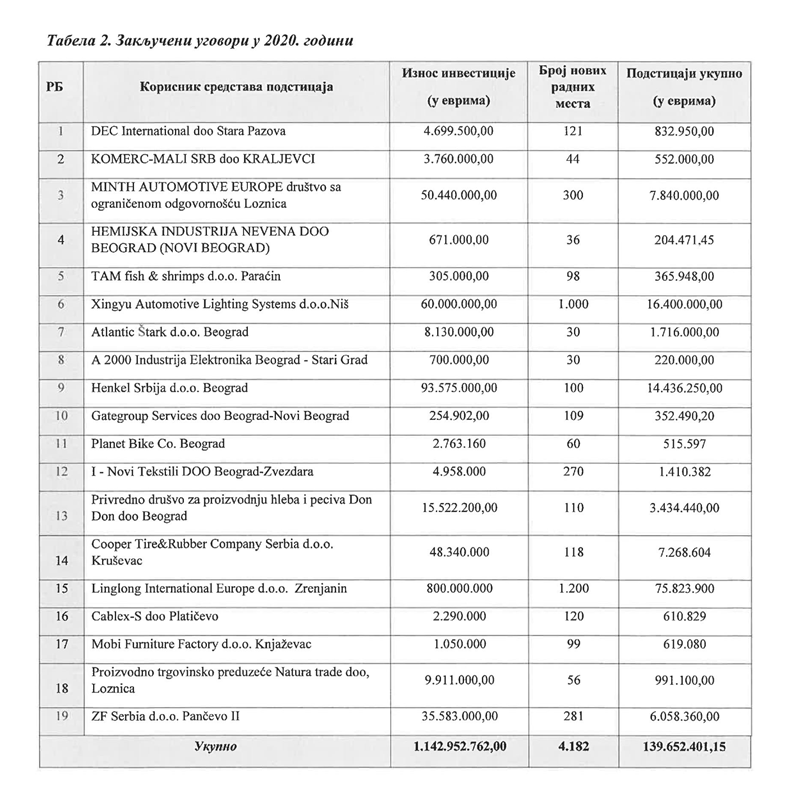 Табела 2. Закључени уговори у 2020. години
РБ Корисник средстава подстицаја Износ инвестиције (у еврима) Број нових радних места Подстицаји укупно (у еврима)
1 DEC International doo Stara Pazova 4.699.500,00 121 832.950,00
2 KOMERC-MALI SRB doo KRALJEVCI 3.760.000,00 44 552.000,00
3 MINTH AUTOMOTIVE EUROPE društvo sa ograničenom odgovornošću Loznica 50.440.000,00 300 7.840.000,00
4 HEMIJSKA INDUSTRIJA NEVENA DOO BEOGRAD (NOVI BEOGRAD) 671.000,00 36 204.471,45
5 TAM fish & shrimps d.o.o. Paraćin 305.000,00 98 365.948,00
6 Xingyu Automotive Lighting Systems d.o.o.Niš 60.000.000,00 1.000 16.400.000,00
7 Atlantic Štark d.o.o. Beograd 8.130.000,00 30 1.716.000,00
8 A 2000 Industrija Elektronika Beograd - Stari Grad 700.000,00 30 220.000,00
9 Henkel Srbija d.o.o. Beograd 93.575.000,00 100 14.436.250,00
10 Gategroup Services doo Beograd-Novi Beograd 254.902,00 109 352.490,20
11 Planet Bike Co. Beograd 2.763.160 60 515.597
12 I - Novi Tekstili DOO Beograd-Zvezdara 4.958.000 270 1.410.382
13 Privredno drušvo za proizvodnju hleba i peciva Don Don doo Beograd 15.522.200,00 110 3.434.440,00
14 Cooper Tire&Rubber Company Serbia d.o.o. Kruševac 48.340.000 118 7.268.604
15 Linglong International Europe d.o.o. Zrenjanin 800.000.000 1.200 75.823.900
16 Cablex-S doo Platičevo 2.290.000 120 610.829
17 Mobi Furniture Factory d.o.o. Knjaževac 1.050.000 99 619.080
18 Proizvodno trgovinsko preduzeće Natura trade doo, Loznica 9.911.000,00 56 991.100,00
19 ZF Serbia d.o.o. Pančevo II 35.583.000,00 281 6.058.360,00
Укупно 1.142.952.762,00 4.182 139.652.401,15